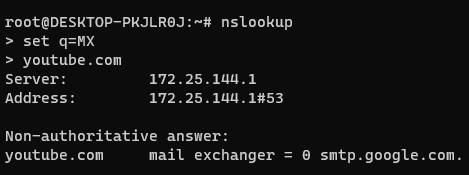 root@DESKTOP-PKJLR0J:~# nslookup
> set q=MX
> youtube.com
Server:         172.25.144.1
Address:        172.25.144.1#53

Non-authoritative answer:
youtube.com     mail exchanger = 0 smtp.google.com.